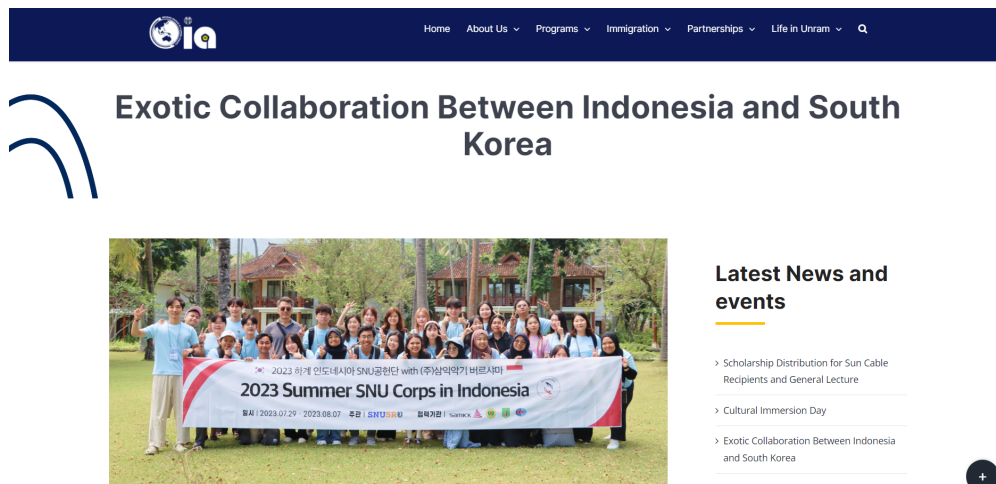 Oia
Home About Us Programs Immigration Partnerships Life in Unram
Exotic Collaboration Between Indonesia and South
Korea
2023 하계 인도네시아 SNU공헌단 with (주)삼익악기 버르사마
2023 Summer SNU Corps in Indonesia
일시 | 2023.07.29 - 2023.08.07 주관 | SNUSR 협력기관 | samick
Latest News and
events
> Scholarship Distribution for Sun Cable
Recipients and General Lecture
> Cultural Immersion Day
> Exotic Collaboration Between Indonesia
and South Korea
+